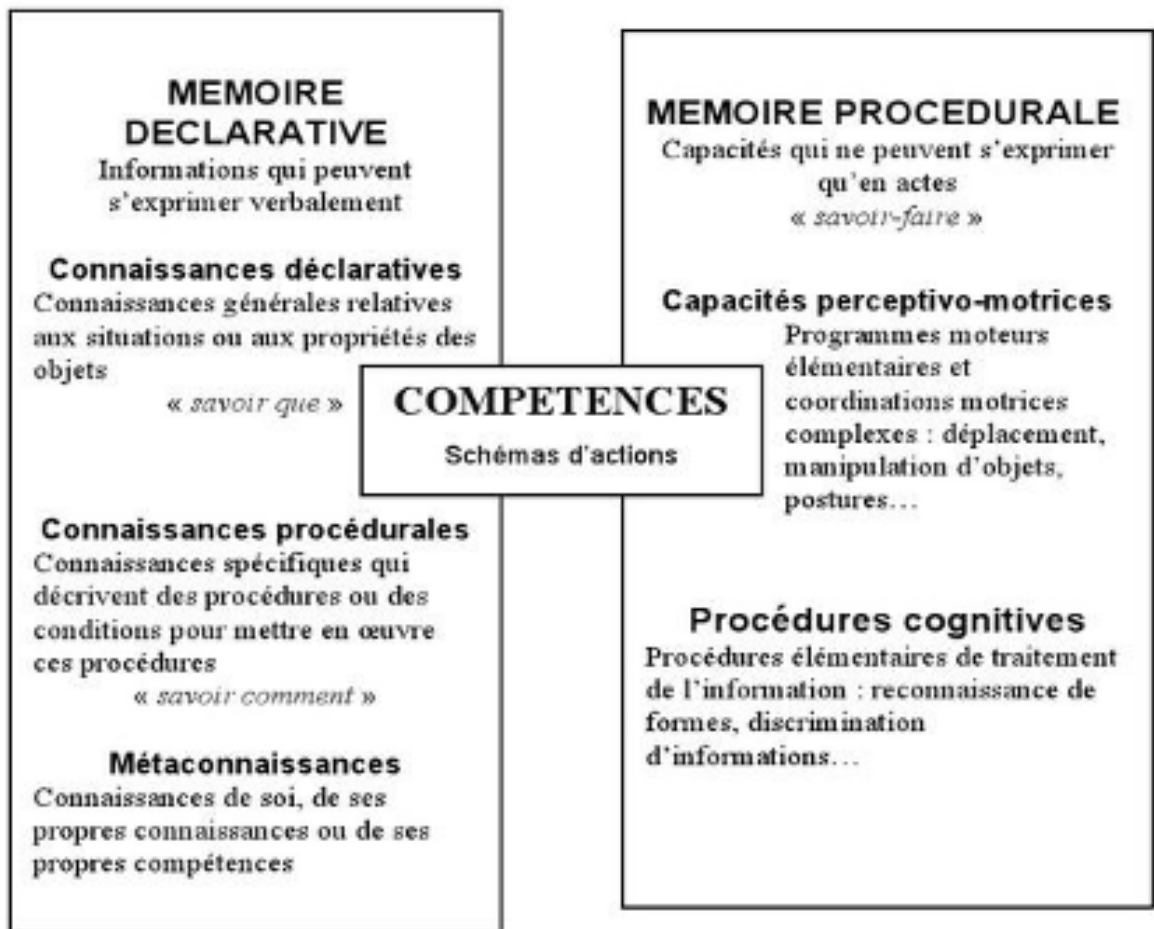 MEMOIRE
DECLARATIVE
Informations qui peuvent
s'exprimer verbalement
Connaissances déclaratives
Connaissances générales relatives
aux situations ou aux propriétés des
objets
« savoir que »
Connaissances procédurales
Connaissances spécifiques qui
décrivent des procédures ou des
conditions pour mettre en œuvre
ces procédures
« savoir comment »
Métaconnaissances
Connaissances de soi, de ses
propres connaissances ou de ses
propres compétences
COMPETENCES
Schémas d'actions
MEMOIRE PROCEDURALE
Capacités qui ne peuvent s'exprimer
qu'en actes
« savoir-faire »
Capacités perceptivo-motrices
Programmes moteurs
élémentaires et
coordinations motrices
complexes : déplacement,
manipulation d'objets,
postures…
Procédures cognitives
Procédures élémentaires de traitement
de l'information : reconnaissance de
formes, discrimination
d'informations…